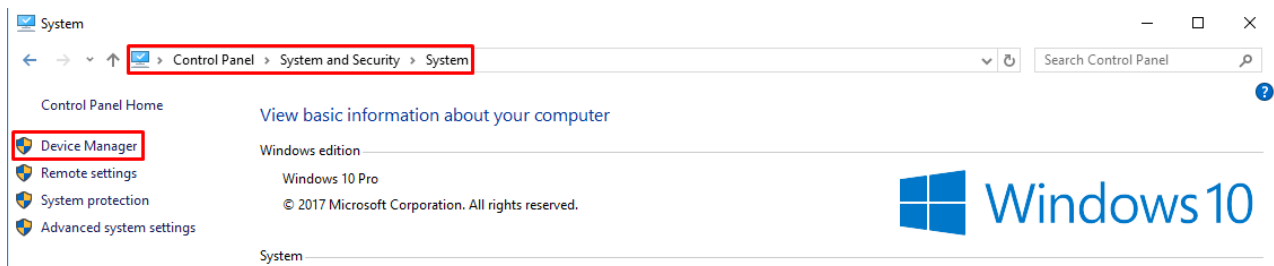 System
Control Panel > System and Security > System
Search Control Panel
Control Panel Home
Device Manager
Remote settings
System protection
Advanced system settings
View basic information about your computer
Windows edition
Windows 10 Pro
© 2017 Microsoft Corporation. All rights reserved.
Windows 10
System